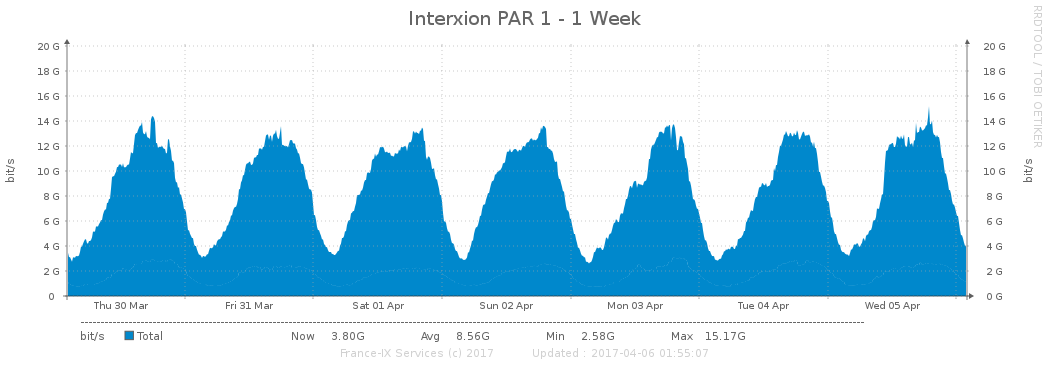 Interxion PAR 1 - 1 Week
RRDTOOL / TOBI OETIKER
bit/s
20 G
18 G
16 G
14 G
12 G
10 G
8 G
6 G
4 G
2 G
0
20 G
18 G
16 G
14 G
12 G
10 G
8 G
6 G
4 G
2 G
0 G
bit/s
Thu 30 Mar Fri 31 Mar Sat 01 Apr Sun 02 Apr Mon 03 Apr Tue 04 Apr Wed 05 Apr
bit/s Total Now 3.80G Avg 8.56G Min 2.58G Max 15.17G
France-IX Services (c) 2017 Updated : 2017-04-06 01:55:07